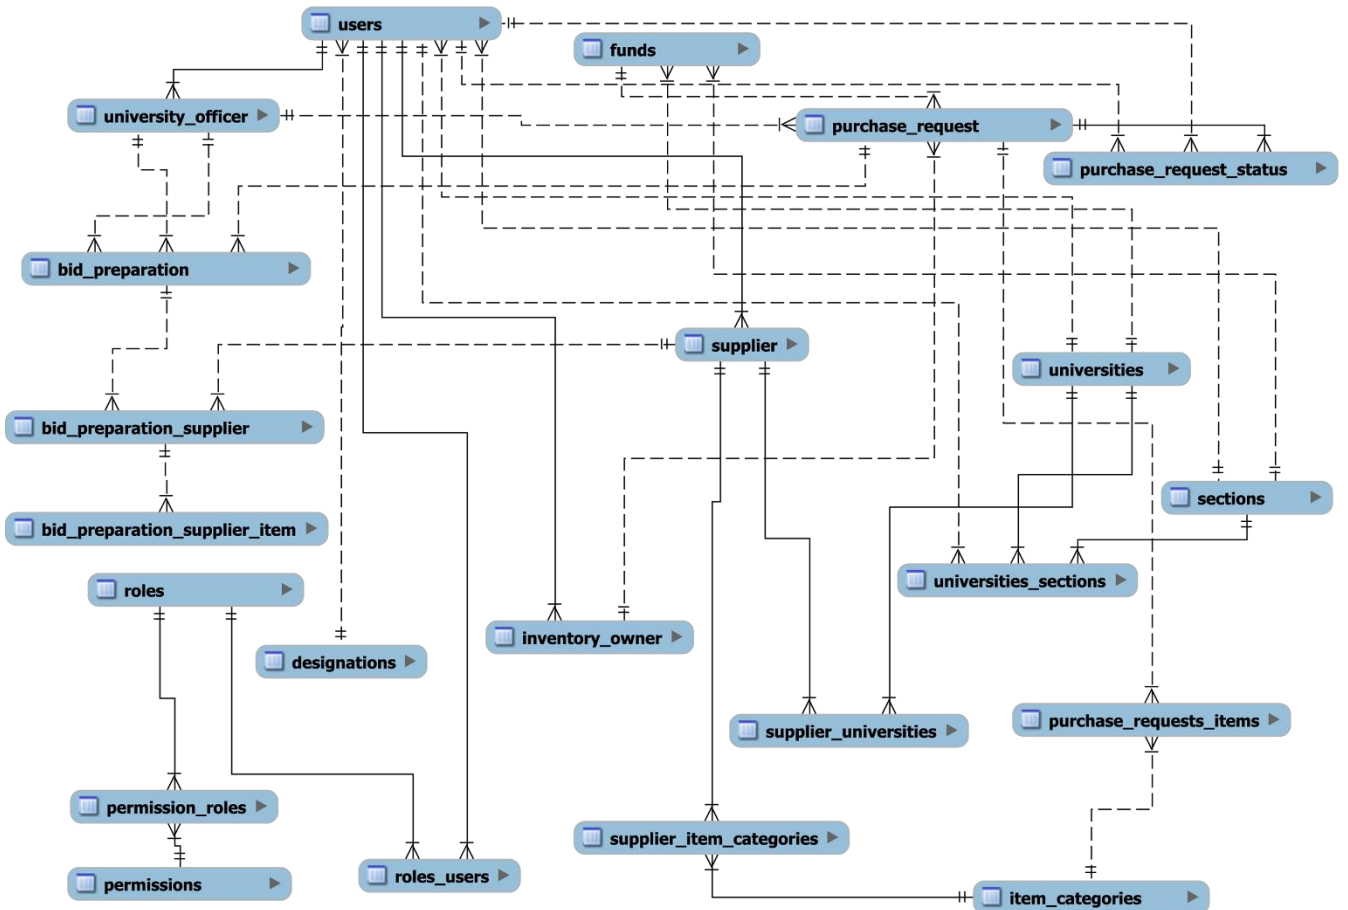 users
funds
university_officer
purchase_request
purchase_request_status
bid_preparation
supplier
universities
bid_preparation_supplier
sections
bid_preparation_supplier_item
universities_sections
roles
inventory_owner
designations
purchase_requests_items
supplier_universities
permission_roles
supplier_item_categories
roles_users
permissions
item_categories